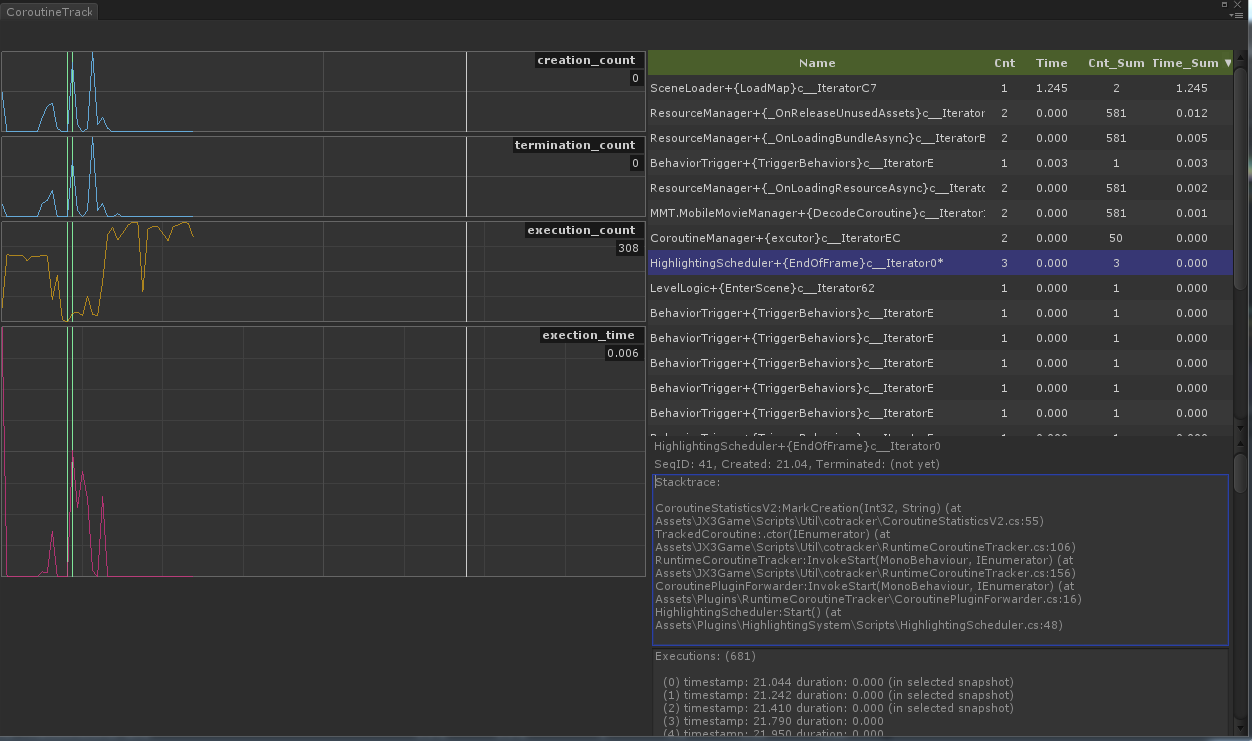 CoroutineTrack
creation_count
0
termination_count
0
execution_count
308
exection_time
0.006
Name Cnt Time Cnt_Sum Time_Sum ▼
SceneLoader+{LoadMap}c__IteratorC7 1 1.245 2 1.245
ResourceManager+{_OnReleaseUnusedAssets}c__Iterator 2 0.000 581 0.012
ResourceManager+{_OnLoadingBundleAsync}c__IteratorB 2 0.000 581 0.005
BehaviorTrigger+{TriggerBehaviors}c__IteratorE 1 0.003 1 0.003
ResourceManager+{_OnLoadingResourceAsync}c__Iterato 2 0.000 581 0.002
MMT.MobileMovieManager+{DecodeCoroutine}c__Iterator 2 0.000 581 0.001
CoroutineManager+{excutor}c__IteratorEC 2 0.000 50 0.000
HighlightingScheduler+{EndOfFrame}c__Iterator0* 3 0.000 3 0.000
LevelLogic+{EnterScene}c__Iterator62 1 0.000 1 0.000
BehaviorTrigger+{TriggerBehaviors}c__IteratorE 1 0.000 1 0.000
BehaviorTrigger+{TriggerBehaviors}c__IteratorE 1 0.000 1 0.000
BehaviorTrigger+{TriggerBehaviors}c__IteratorE 1 0.000 1 0.000
BehaviorTrigger+{TriggerBehaviors}c__IteratorE 1 0.000 1 0.000
BehaviorTrigger+{TriggerBehaviors}c__IteratorE 1 0.000 1 0.000
HighlightingScheduler+{EndOfFrame}c__Iterator0
SeqID: 41, Created: 21.04, Terminated: (not yet)
Stacktrace:
CoroutineStatisticsV2:MarkCreation(Int32, String) (at
Assets\JX3Game\Scripts\Util\cotracker\CoroutineStatisticsV2.cs:55)
TrackedCoroutine:.ctor(IEnumerator) (at
Assets\JX3Game\Scripts\Util\cotracker\RuntimeCoroutineTracker.cs:106)
RuntimeCoroutineTracker:InvokeStart(MonoBehaviour, IEnumerator) (at
Assets\JX3Game\Scripts\Util\cotracker\RuntimeCoroutineTracker.cs:156)
CoroutinePluginForwarder:InvokeStart(MonoBehaviour, IEnumerator) (at
Assets\Plugins\RuntimeCoroutineTracker\CoroutinePluginForwarder.cs:16)
HighlightingScheduler:Start() (at
Assets\Plugins\HighlightingSystem\Scripts\HighlightingScheduler.cs:48)
Executions: (681)
(0) timestamp: 21.044 duration: 0.000 (in selected snapshot)
(1) timestamp: 21.242 duration: 0.000 (in selected snapshot)
(2) timestamp: 21.410 duration: 0.000 (in selected snapshot)
(3) timestamp: 21.790 duration: 0.000
(4) timestamp: 21.950 duration: 0.000